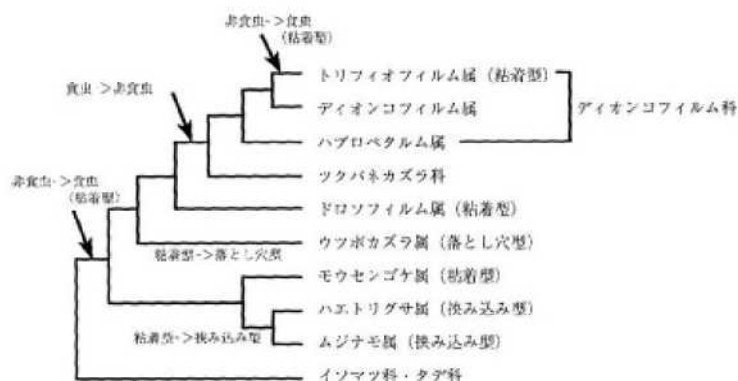 非食虫->食虫
(粘着型)
トリフィオフィルム属 (粘着型)
食虫->非食虫
ディオンコフィルム属
ディオンコフィルム科
ハブロペタルム属
ツクバネカズラ科
非食虫->食虫
(粘着型)
ドロソフィルム属 (粘着型)
ウツボカズラ属 (落とし穴型)
粘着型->落とし穴型
モウセンゴケ属 (粘着型)
ハエトリグサ属 (挟み込み型)
粘着型->挟み込み型
ムジナモ属 (挟み込み型)
イソマツ科・タデ科